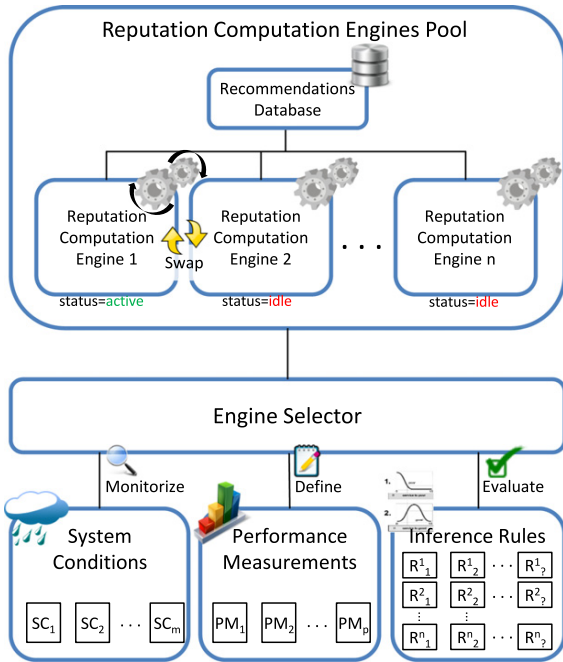 Reputation Computation Engines Pool
Recommendations
Database
Reputation
Computation
Engine 1
Swap
Reputation
Computation
Engine 2
. . .
Reputation
Computation
Engine n
status=active
status=idle
status=idle
Engine Selector
Monitorize
Define
1.
2.
Evaluate
System
Conditions
SC1 SC2 . . . SCm
Performance
Measurements
PM1 PM2 . . . PMp
Inference Rules
R¹1 R¹2 · · · R¹?
R²1 R²2 · · · R²?
Rⁿ1 Rⁿ2 · · · Rⁿ?